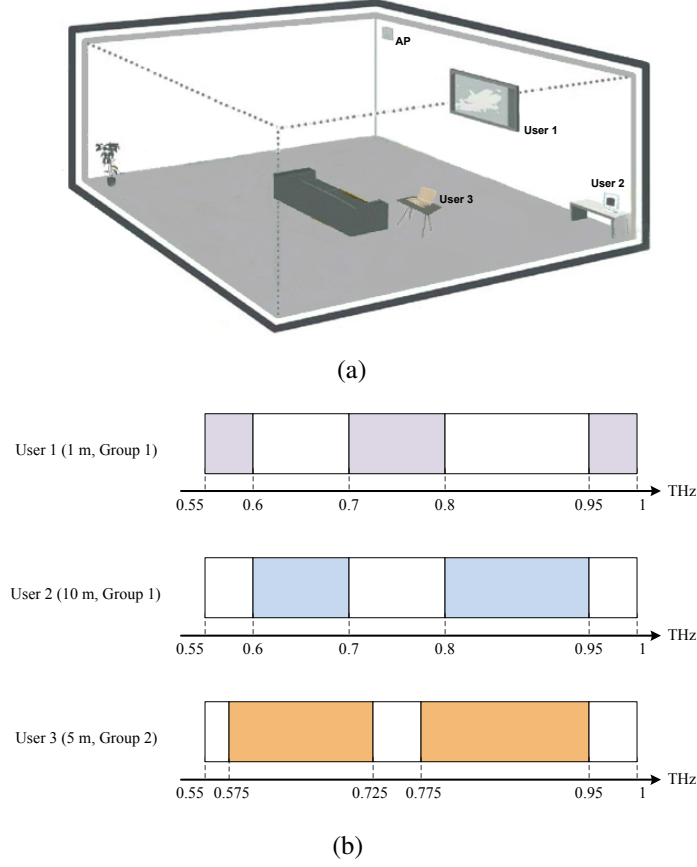 AP
User 1
User 2
User 3
(a)
User 1 (1 m, Group 1)
THz
0.55 0.6 0.7 0.8 0.95 1
User 2 (10 m, Group 1)
THz
0.55 0.6 0.7 0.8 0.95 1
User 3 (5 m, Group 2)
THz
0.55 0.575 0.725 0.775 0.95 1
(b)